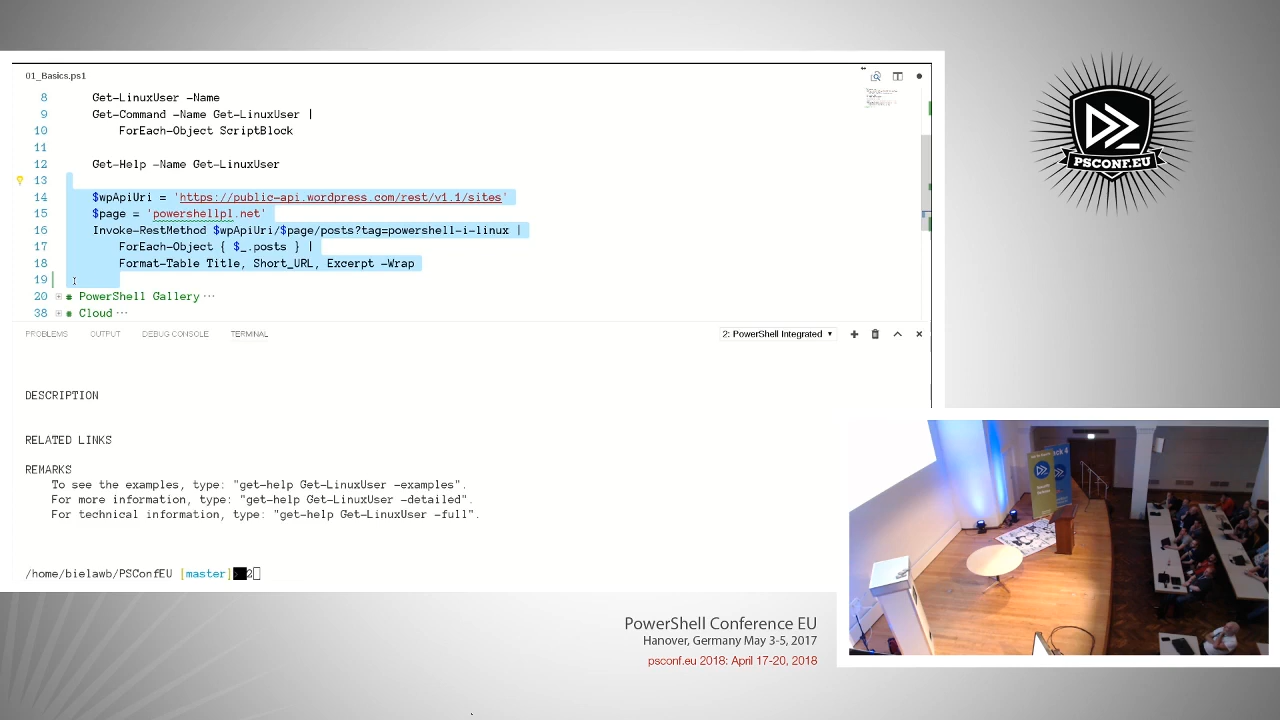 01_Basics.ps1
8 Get-LinuxUser -Name
9 Get-Command -Name Get-LinuxUser |
10 ForEach-Object ScriptBlock
11
12 Get-Help -Name Get-LinuxUser
13
14 $wpApiUri = 'https://public-api.wordpress.com/rest/v1.1/sites'
15 $page = 'powershellpl.net'
16 Invoke-RestMethod $wpApiUri/$page/posts?tag=powershell-i-linux |
17 ForEach-Object { $_.posts } |
18 Format-Table Title, Short_URL, Excerpt -Wrap
19
20 # PowerShell Gallery ···
38 # Cloud ···
PROBLEMS OUTPUT DEBUG CONSOLE TERMINAL 2: PowerShell Integrated
DESCRIPTION
RELATED LINKS
REMARKS
To see the examples, type: "get-help Get-LinuxUser -examples".
For more information, type: "get-help Get-LinuxUser -detailed".
For technical information, type: "get-help Get-LinuxUser -full".
/home/bielawb/PSConfEU [master] 2
PSCONF.EU
PowerShell Conference EU
Hanover, Germany May 3-5, 2017
psconf.eu 2018: April 17-20, 2018